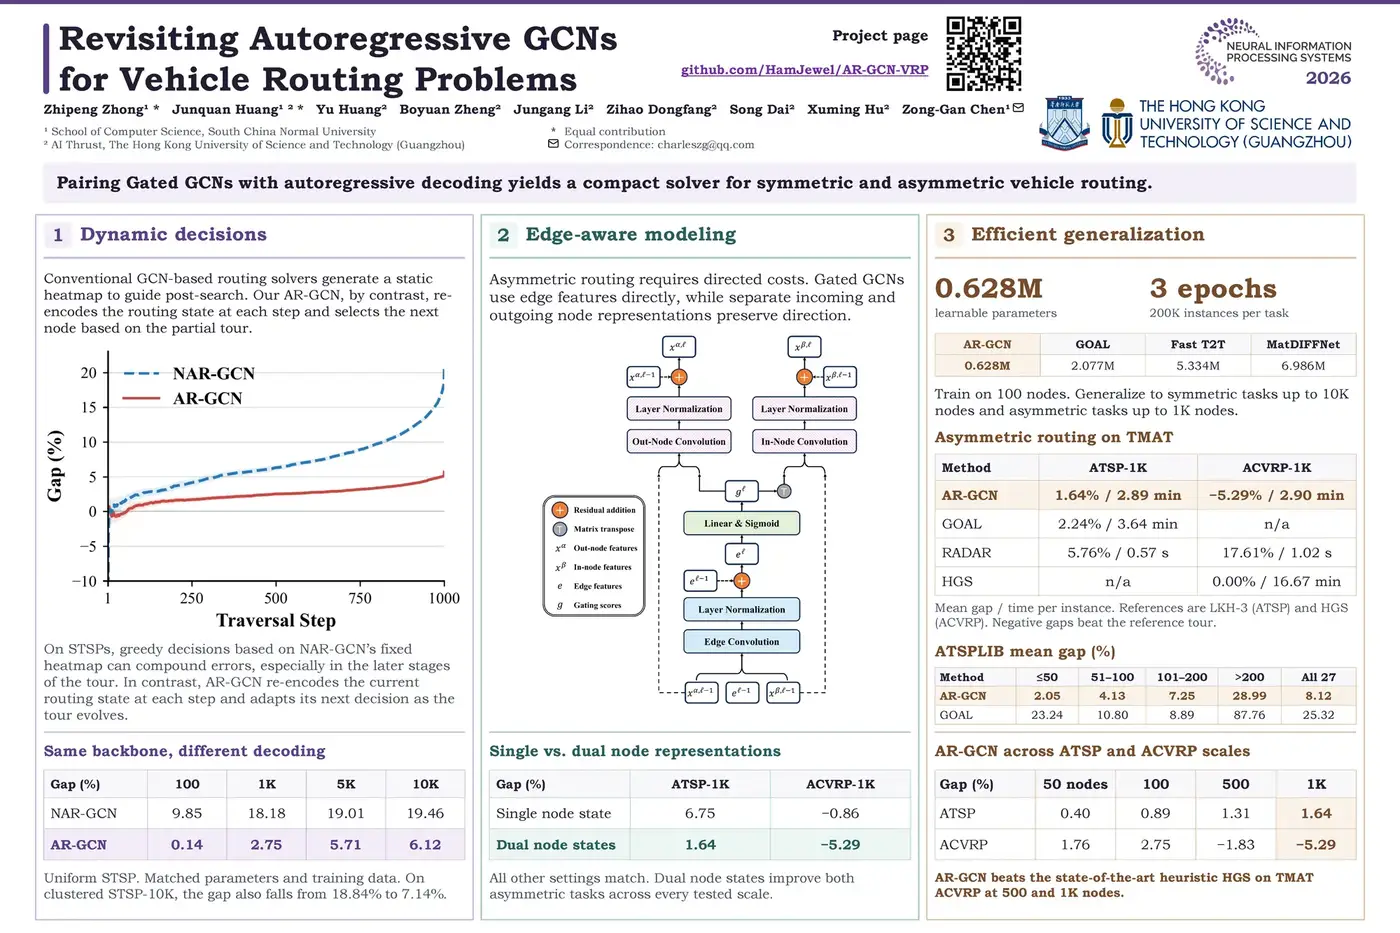 Revisiting Autoregressive GCNs
for Vehicle Routing Problems
Project page
github.com/HamJewel/AR-GCN-VRP
NEURAL INFORMATION
PROCESSING SYSTEMS
2026
Zhipeng Zhong¹ * Junquan Huang¹ ² * Yu Huang² Boyuan Zheng² Jungang Li² Zihao Dongfang² Song Dai² Xuming Hu² Zong-Gan Chen¹
THE HONG KONG
UNIVERSITY OF SCIENCE AND
TECHNOLOGY (GUANGZHOU)
¹ School of Computer Science, South China Normal University
² AI Thrust, The Hong Kong University of Science and Technology (Guangzhou)
* Equal contribution
Correspondence: charleszg@qq.com
Pairing Gated GCNs with autoregressive decoding yields a compact solver for symmetric and asymmetric vehicle routing.
1 Dynamic decisions
Conventional GCN-based routing solvers generate a static
heatmap to guide post-search. Our AR-GCN, by contrast, re-
encodes the routing state at each step and selects the next
node based on the partial tour.
NAR-GCN
AR-GCN
Gap (%)
20
15
10
5
0
−5
−10
1 250 500 750 1000
Traversal Step
On STSPs, greedy decisions based on NAR-GCN's fixed
heatmap can compound errors, especially in the later stages
of the tour. In contrast, AR-GCN re-encodes the current
routing state at each step and adapts its next decision as the
tour evolves.
Same backbone, different decoding
Gap (%) 100 1K 5K 10K
NAR-GCN 9.85 18.18 19.01 19.46
AR-GCN 0.14 2.75 5.71 6.12
Uniform STSP. Matched parameters and training data. On
clustered STSP-10K, the gap also falls from 18.84% to 7.14%.
2 Edge-aware modeling
Asymmetric routing requires directed costs. Gated GCNs
use edge features directly, while separate incoming and
outgoing node representations preserve direction.
x^{α,ℓ} x^{β,ℓ}
x^{α,ℓ−1} + + x^{β,ℓ−1}
Layer Normalization Layer Normalization
Out-Node Convolution In-Node Convolution
g^ℓ T
Linear & Sigmoid
e^ℓ
e^{ℓ−1} +
Layer Normalization
Edge Convolution
x^{α,ℓ−1} e^{ℓ−1} x^{β,ℓ−1}
+ Residual addition
T Matrix transpose
x^α Out-node features
x^β In-node features
e Edge features
g Gating scores
Single vs. dual node representations
Gap (%) ATSP-1K ACVRP-1K
Single node state 6.75 −0.86
Dual node states 1.64 −5.29
All other settings match. Dual node states improve both
asymmetric tasks across every tested scale.
3 Efficient generalization
0.628M 3 epochs
learnable parameters 200K instances per task
AR-GCN GOAL Fast T2T MatDIFFNet
0.628M 2.077M 5.334M 6.986M
Train on 100 nodes. Generalize to symmetric tasks up to 10K
nodes and asymmetric tasks up to 1K nodes.
Asymmetric routing on TMAT
Method ATSP-1K ACVRP-1K
AR-GCN 1.64% / 2.89 min −5.29% / 2.90 min
GOAL 2.24% / 3.64 min n/a
RADAR 5.76% / 0.57 s 17.61% / 1.02 s
HGS n/a 0.00% / 16.67 min
Mean gap / time per instance. References are LKH-3 (ATSP) and HGS
(ACVRP). Negative gaps beat the reference tour.
ATSPLIB mean gap (%)
Method ≤50 51–100 101–200 >200 All 27
AR-GCN 2.05 4.13 7.25 28.99 8.12
GOAL 23.24 10.80 8.89 87.76 25.32
AR-GCN across ATSP and ACVRP scales
Gap (%) 50 nodes 100 500 1K
ATSP 0.40 0.89 1.31 1.64
ACVRP 1.76 2.75 −1.83 −5.29
AR-GCN beats the state-of-the-art heuristic HGS on TMAT
ACVRP at 500 and 1K nodes.